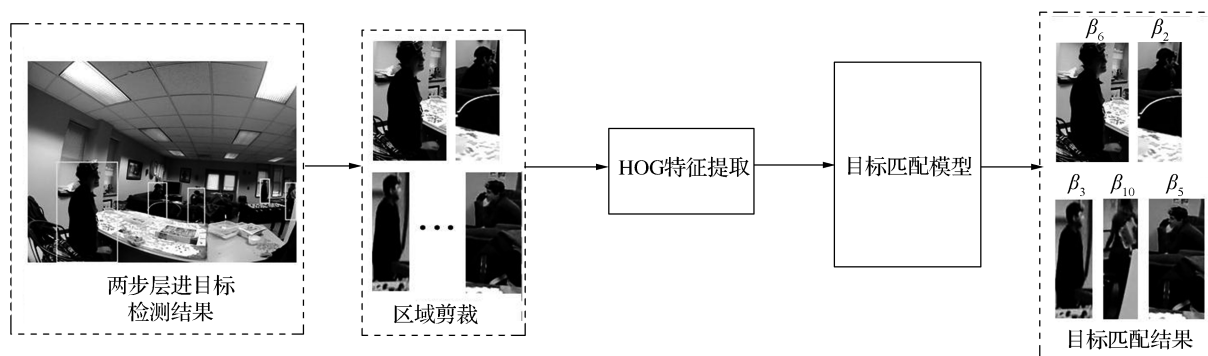 两步层进目标
检测结果
区域剪裁
HOG特征提取
目标匹配模型
β6 β2
β3 β10 β5
目标匹配结果